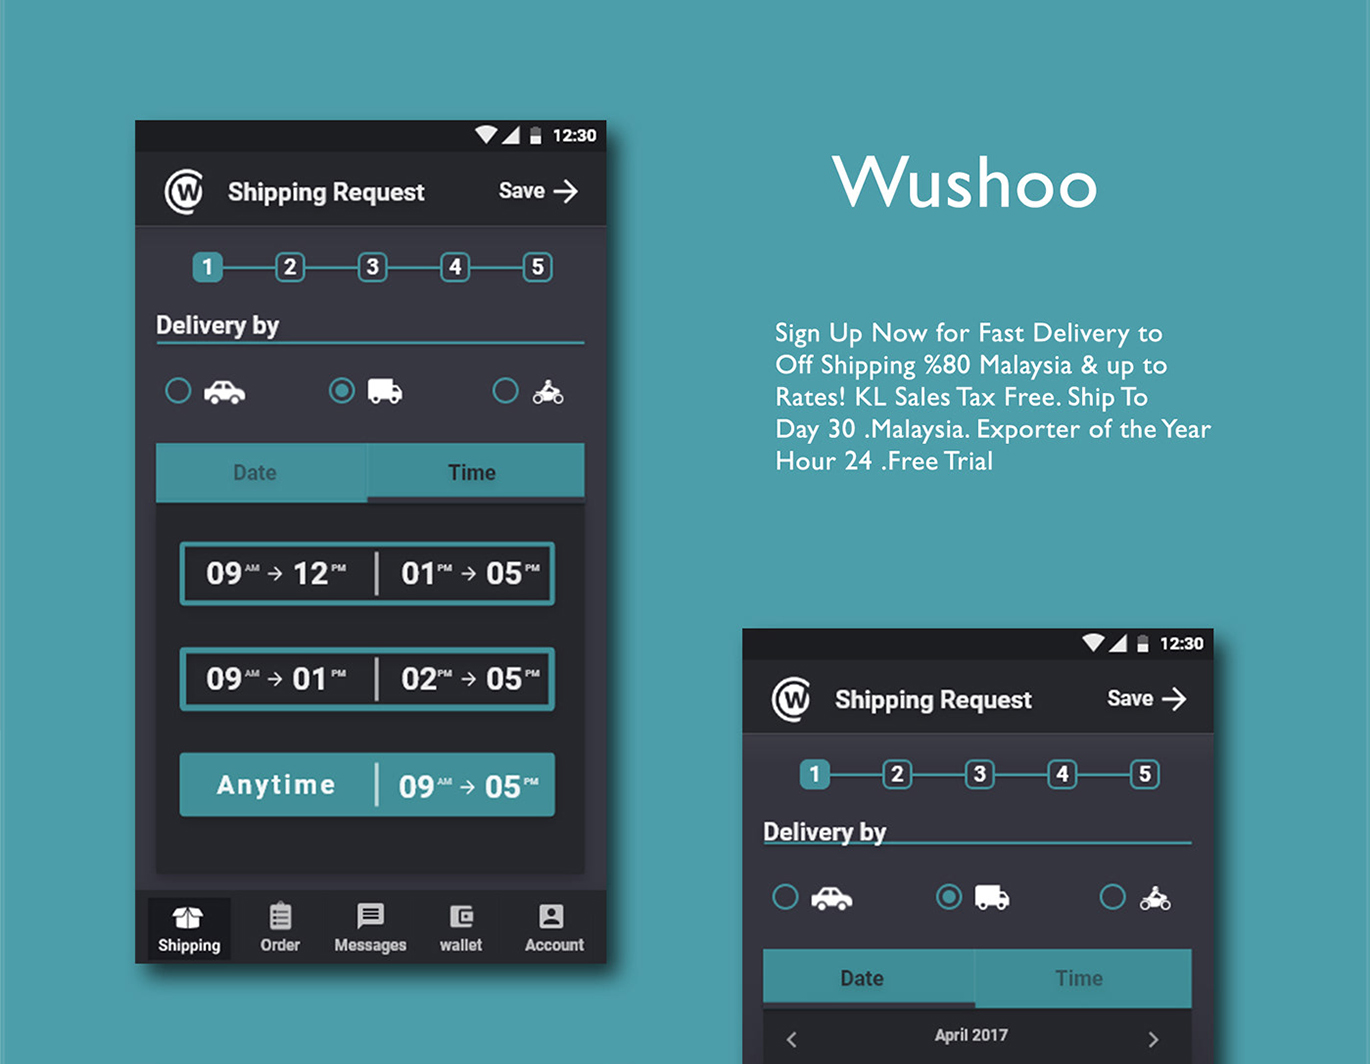 12:30
W Shipping Request Save
1 2 3 4 5
Delivery by
Date Time
09 AM → 12 PM | 01 PM → 05 PM
09 AM → 01 PM | 02 PM → 05 PM
Anytime | 09 AM → 05 PM
Shipping Order Messages wallet Account
Wushoo
Sign Up Now for Fast Delivery to
Off Shipping %80 Malaysia & up to
Rates! KL Sales Tax Free. Ship To
Day 30 .Malaysia. Exporter of the Year
Hour 24 .Free Trial
12:30
W Shipping Request Save
1 2 3 4 5
Delivery by
Date Time
April 2017